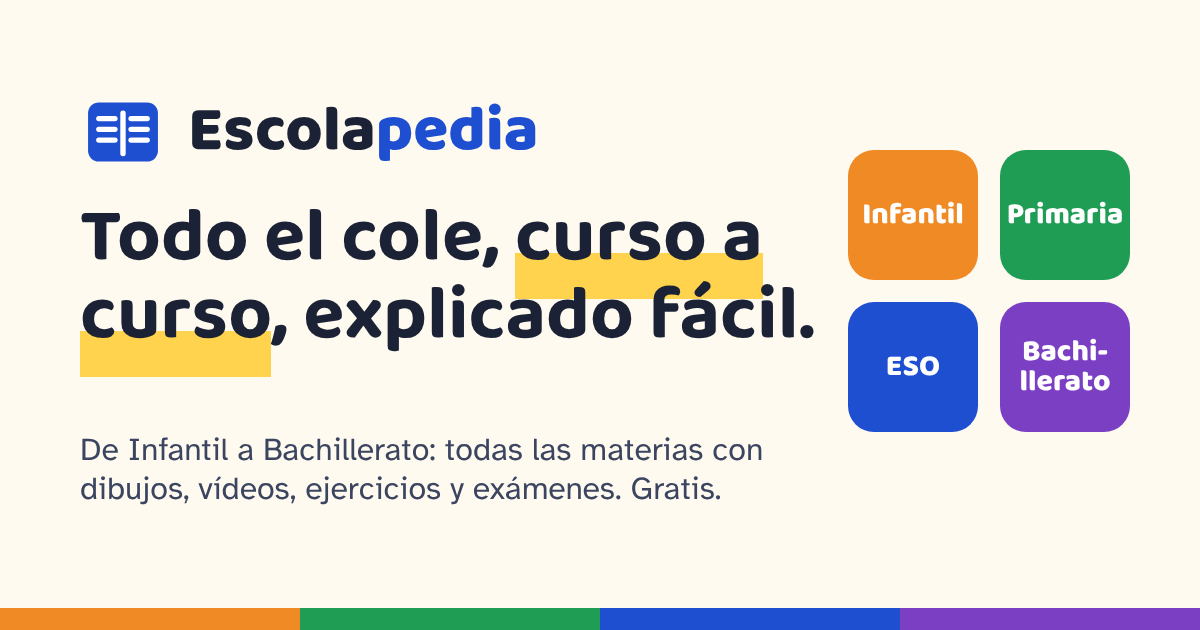 Escolapedia
Todo el cole, curso a
curso, explicado fácil.
De Infantil a Bachillerato: todas las materias con
dibujos, vídeos, ejercicios y exámenes. Gratis.
Infantil
Primaria
ESO
Bachi-
llerato